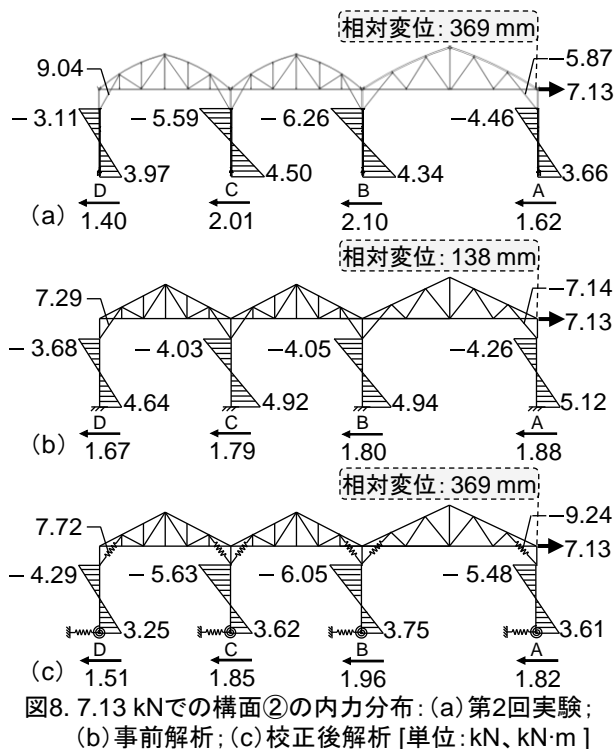 相対変位: 369 mm
9.04
－5.87
7.13
－3.11
－5.59
－6.26
－4.46
3.97
4.50
4.34
3.66
D
C
B
A
(a)
1.40
2.01
2.10
1.62
相対変位: 138 mm
7.29
－7.14
7.13
－3.68
－4.03
－4.05
－4.26
4.64
4.92
4.94
5.12
D
C
B
A
(b)
1.67
1.79
1.80
1.88
相対変位: 369 mm
7.72
－9.24
7.13
－4.29
－5.63
－6.05
－5.48
3.25
3.62
3.75
3.61
D
C
B
A
(c)
1.51
1.85
1.96
1.82
図8. 7.13 kNでの構面②の内力分布: (a) 第2回実験;
(b) 事前解析; (c) 校正後解析 [単位: kN、kN·m ]